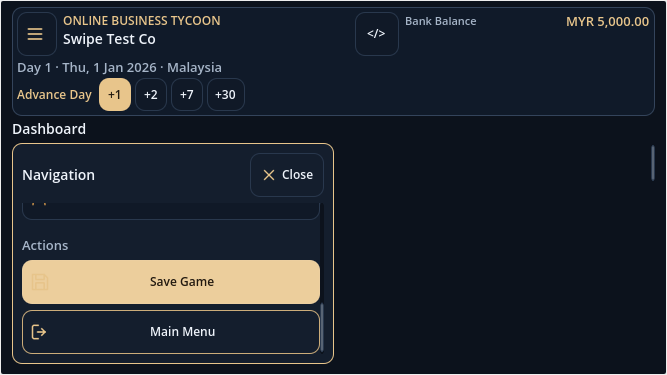 ONLINE BUSINESS TYCOON
Swipe Test Co
</>
Bank Balance
MYR 5,000.00
Day 1 · Thu, 1 Jan 2026 · Malaysia
Advance Day
+1
+2
+7
+30
Dashboard
Navigation
Close
Actions
Save Game
Main Menu